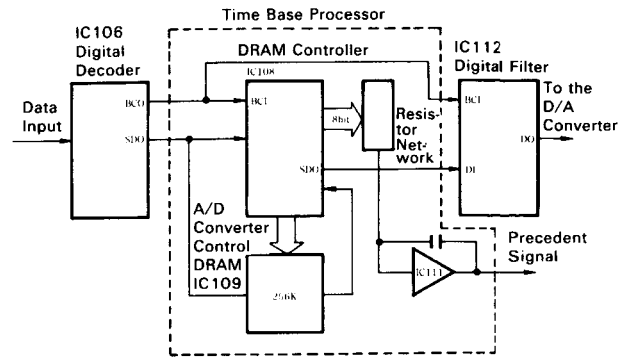 Time Base Processor
IC106
Digital
Decoder
DRAM Controller
IC108
IC112
Digital Filter
Data
Input
BCO
SDO
BCI
8bit
SDO
Resis-
tor
Net-
work
BCI
DI
DO
To the
D/A
Converter
A/D
Converter
Control
DRAM
IC109
256K
IC111
Precedent
Signal